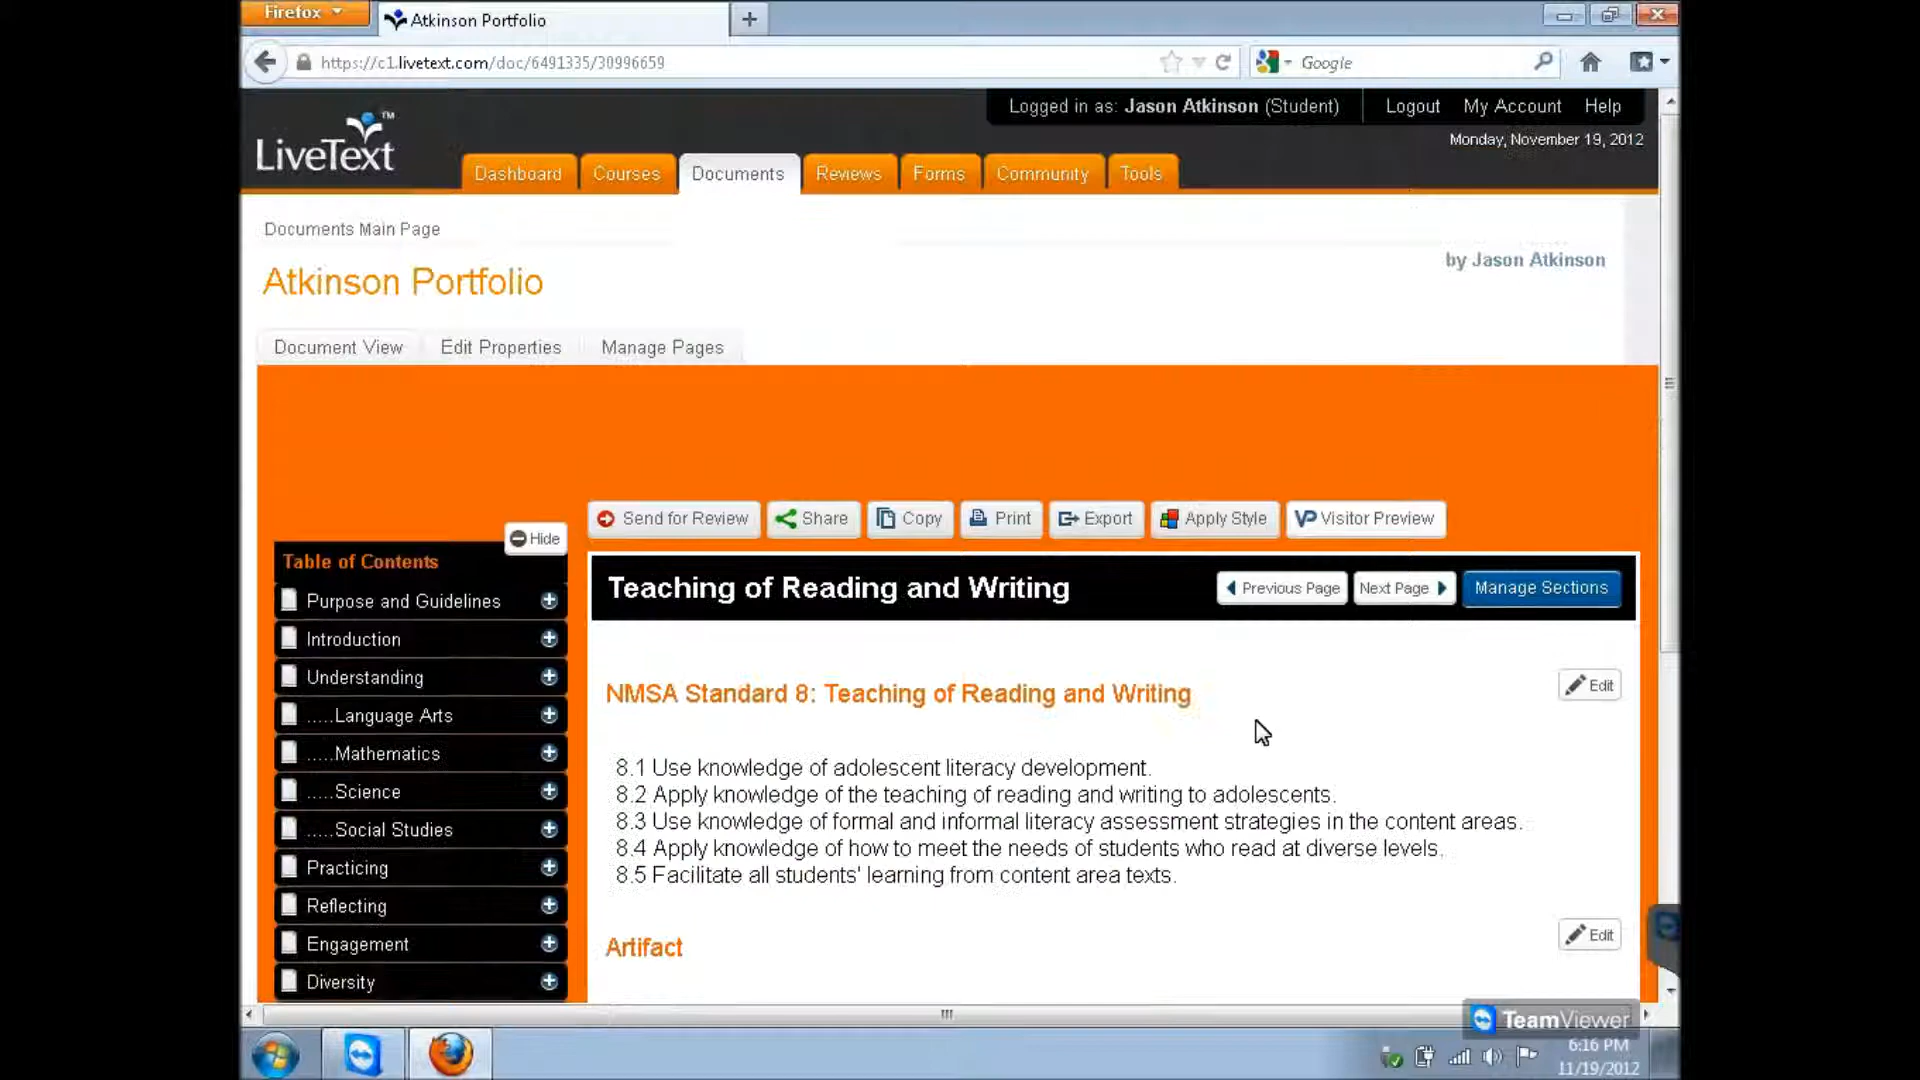 Firefox
Atkinson Portfolio
https://c1.livetext.com/doc/6491335/30996659
Google
Logged in as: Jason Atkinson (Student)
Logout
My Account
Help
Monday, November 19, 2012
LiveText™
Dashboard
Courses
Documents
Reviews
Forms
Community
Tools
Documents Main Page
by Jason Atkinson
Atkinson Portfolio
Document View
Edit Properties
Manage Pages
Send for Review
Share
Copy
Print
Export
Apply Style
VP Visitor Preview
Hide
Table of Contents
Purpose and Guidelines
Introduction
Understanding
.....Language Arts
.....Mathematics
.....Science
.....Social Studies
Practicing
Reflecting
Engagement
Diversity
Teaching of Reading and Writing
Previous Page
Next Page
Manage Sections
NMSA Standard 8: Teaching of Reading and Writing
Edit
8.1 Use knowledge of adolescent literacy development.
8.2 Apply knowledge of the teaching of reading and writing to adolescents.
8.3 Use knowledge of formal and informal literacy assessment strategies in the content areas.
8.4 Apply knowledge of how to meet the needs of students who read at diverse levels.
8.5 Facilitate all students' learning from content area texts.
Artifact
Edit
TeamViewer
6:16 PM
11/19/2012